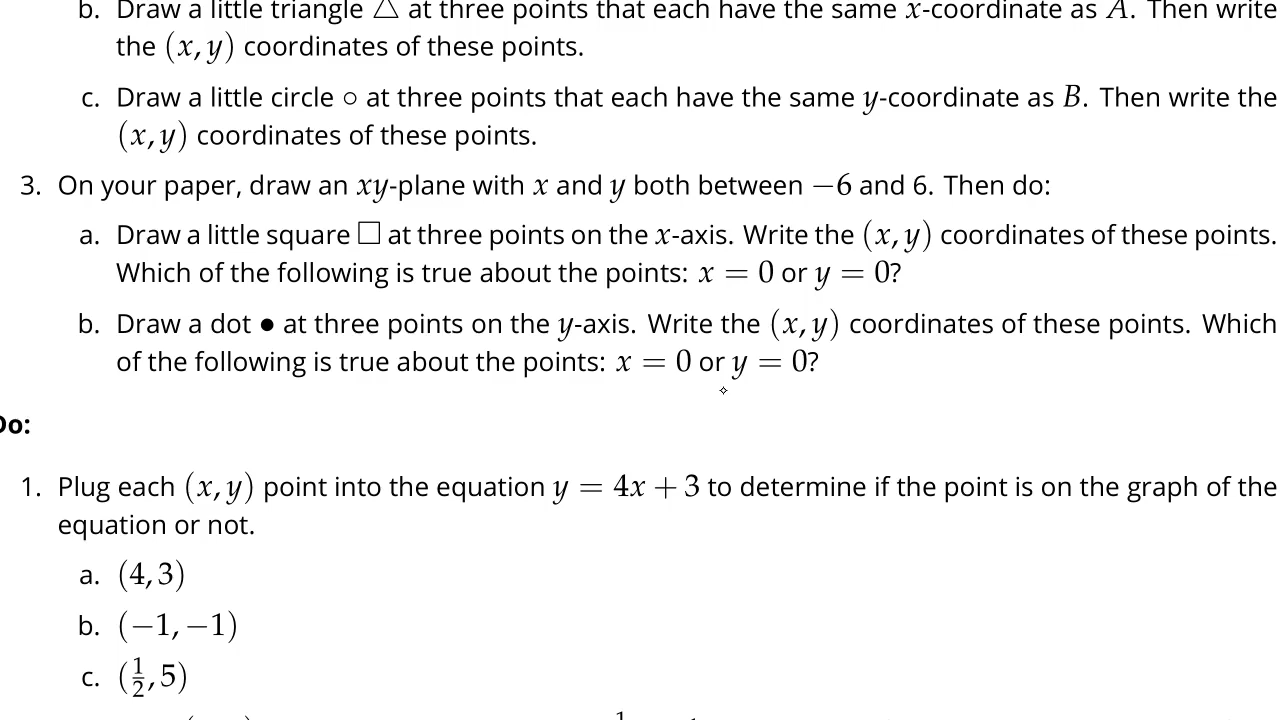 b. Draw a little triangle △ at three points that each have the same x-coordinate as A. Then write
the (x, y) coordinates of these points.
c. Draw a little circle ○ at three points that each have the same y-coordinate as B. Then write the
(x, y) coordinates of these points.
3. On your paper, draw an xy-plane with x and y both between −6 and 6. Then do:
a. Draw a little square □ at three points on the x-axis. Write the (x, y) coordinates of these points.
Which of the following is true about the points: x = 0 or y = 0?
b. Draw a dot ● at three points on the y-axis. Write the (x, y) coordinates of these points. Which
of the following is true about the points: x = 0 or y = 0?
Do:
1. Plug each (x, y) point into the equation y = 4x + 3 to determine if the point is on the graph of the
equation or not.
a. (4, 3)
b. (−1, −1)
c. (1/2, 5)